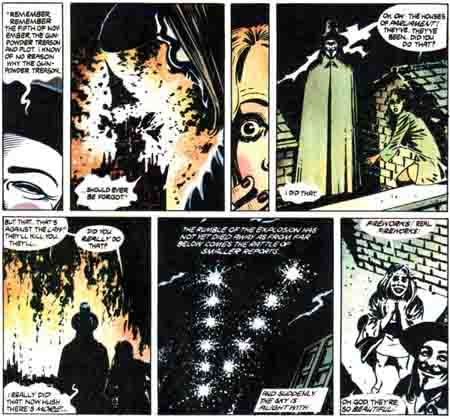 "REMEMBER,
REMEMBER
THE FIFTH OF NOV-
EMBER, THE GUN-
POWDER TREASON
AND PLOT. I KNOW
OF NO REASON
WHY THE GUN-
POWDER TREASON...
...SHOULD EVER
BE FORGOT."
OH. OH. THE HOUSES
OF PARLIAMENT!
THEY'VE. THEY'VE
BEEN. DID YOU
DO THAT?
I DID THAT.
BUT THAT. THAT'S
AGAINST THE LAW!
THEY'LL KILL YOU.
THEY'LL.
DID YOU
REALLY DO
THAT?
I REALLY DID
THAT. NOW HUSH.
THERE'S MORE...
THE RUMBLE OF THE EXPLOSION HAS
NOT YET DIED AWAY AS FROM FAR
BELOW COMES THE RATTLE OF
SMALLER REPORTS.
AND SUDDENLY
THE SKY IS
ALIGHT WITH...
FIREWORKS! REAL
FIREWORKS!
OH GOD, THEY'RE
SO BEAUTIFUL...